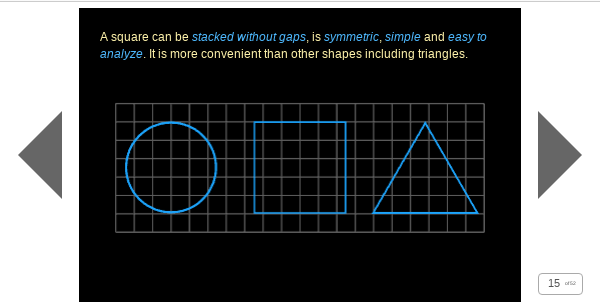 A square can be stacked without gaps, is symmetric, simple and easy to
analyze. It is more convenient than other shapes including triangles.
15 of 52